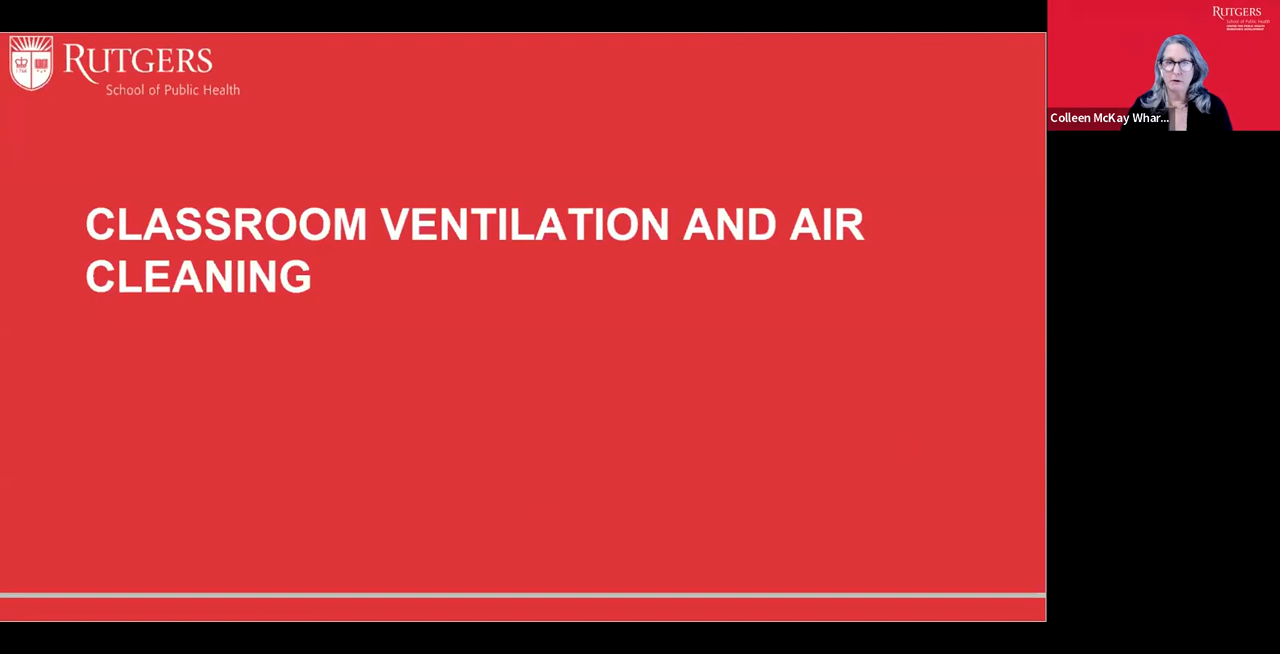 RUTGERS
School of Public Health
CLASSROOM VENTILATION AND AIR
CLEANING
RUTGERS
School of Public Health
Colleen McKay Whar...